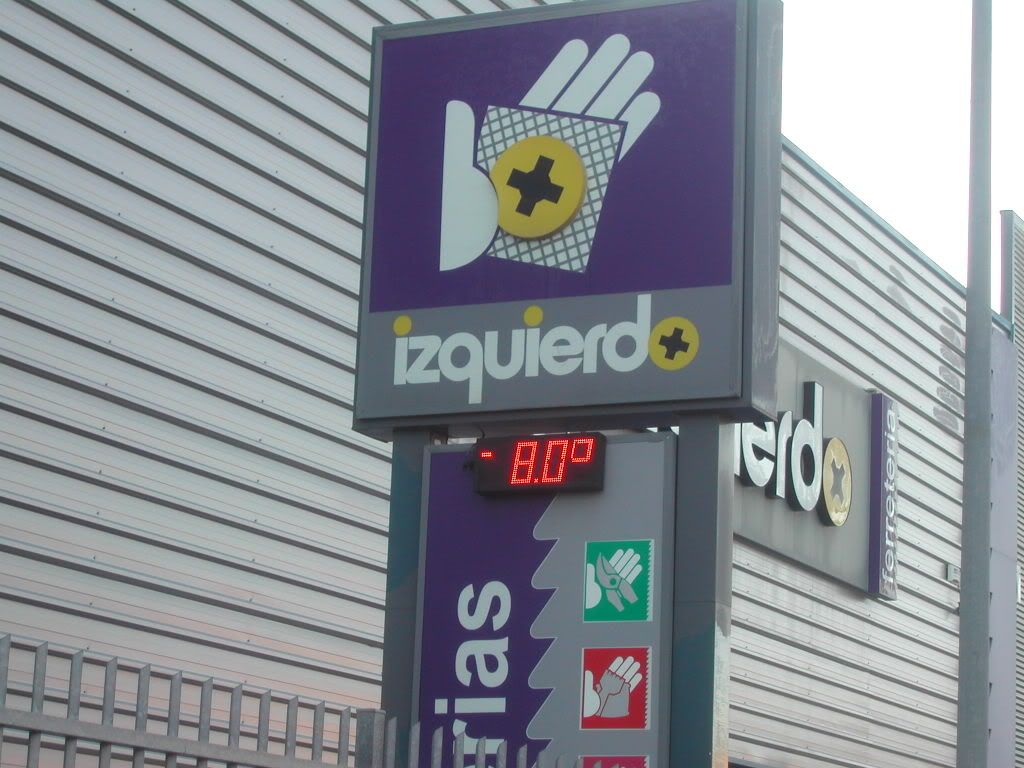 izquierdo
- 8.0°
rias
ierdo
ferretería